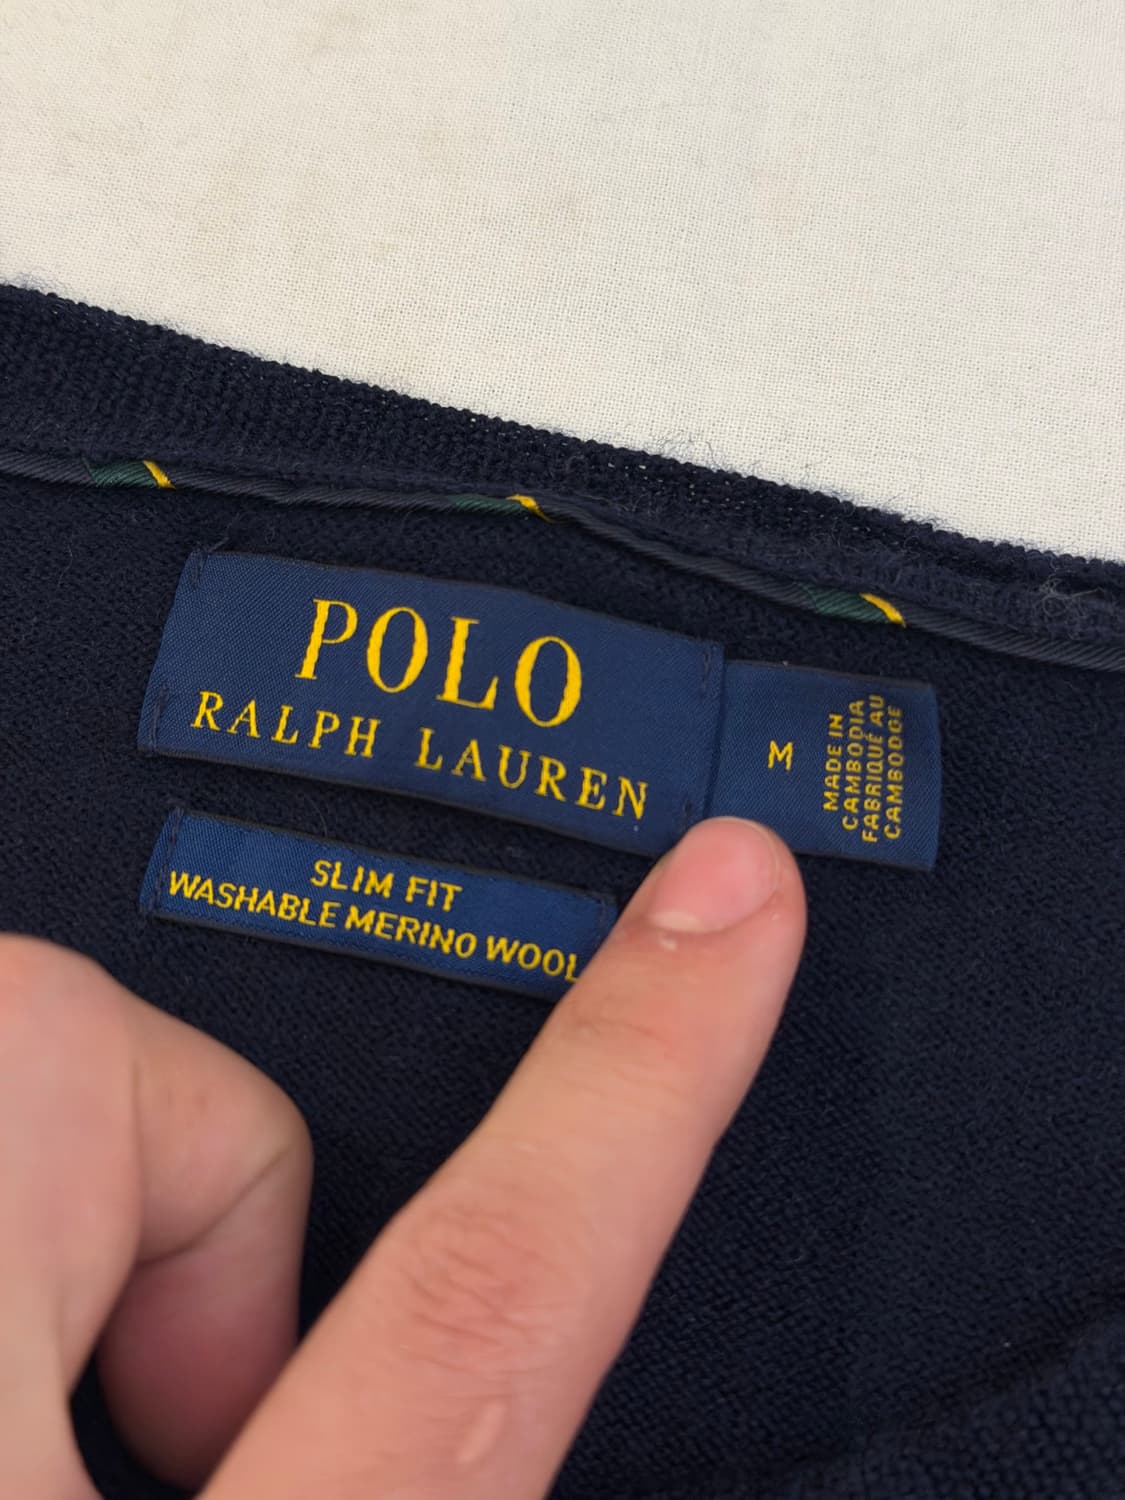 POLO
RALPH LAUREN
M
MADE IN
CAMBODIA
FABRIQUÉ AU
CAMBODGE
SLIM FIT
WASHABLE MERINO WOOL